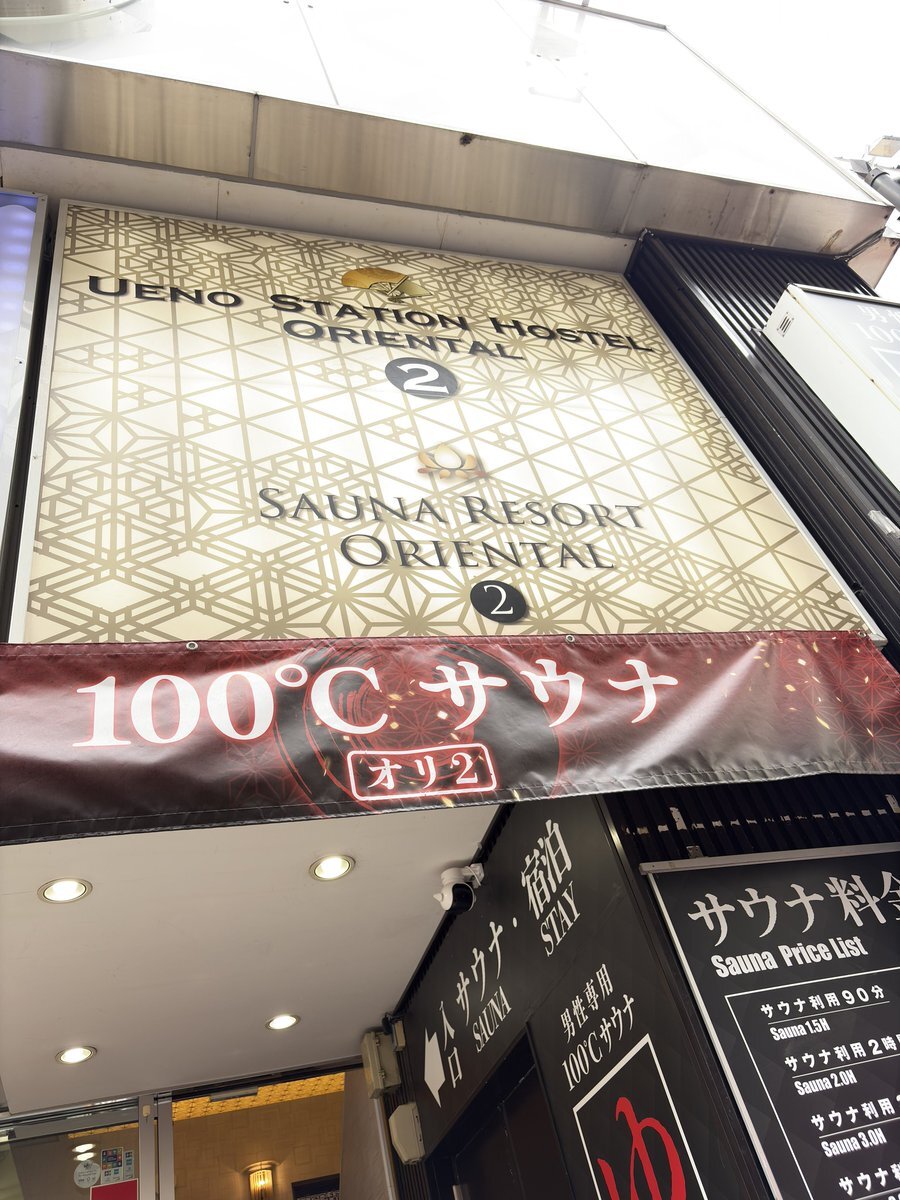 UENO STATION HOSTEL
ORIENTAL
2
SAUNA RESORT
ORIENTAL
2
100℃ サウナ
オリ2
入口
サウナ・宿泊
SAUNA
STAY
男性専用
100℃サウナ
ゆ
サウナ料金
Sauna Price List
サウナ利用90分
Sauna 1.5H
サウナ利用2時
Sauna 2.0H
サウナ利用
Sauna 3.0H
サウナ